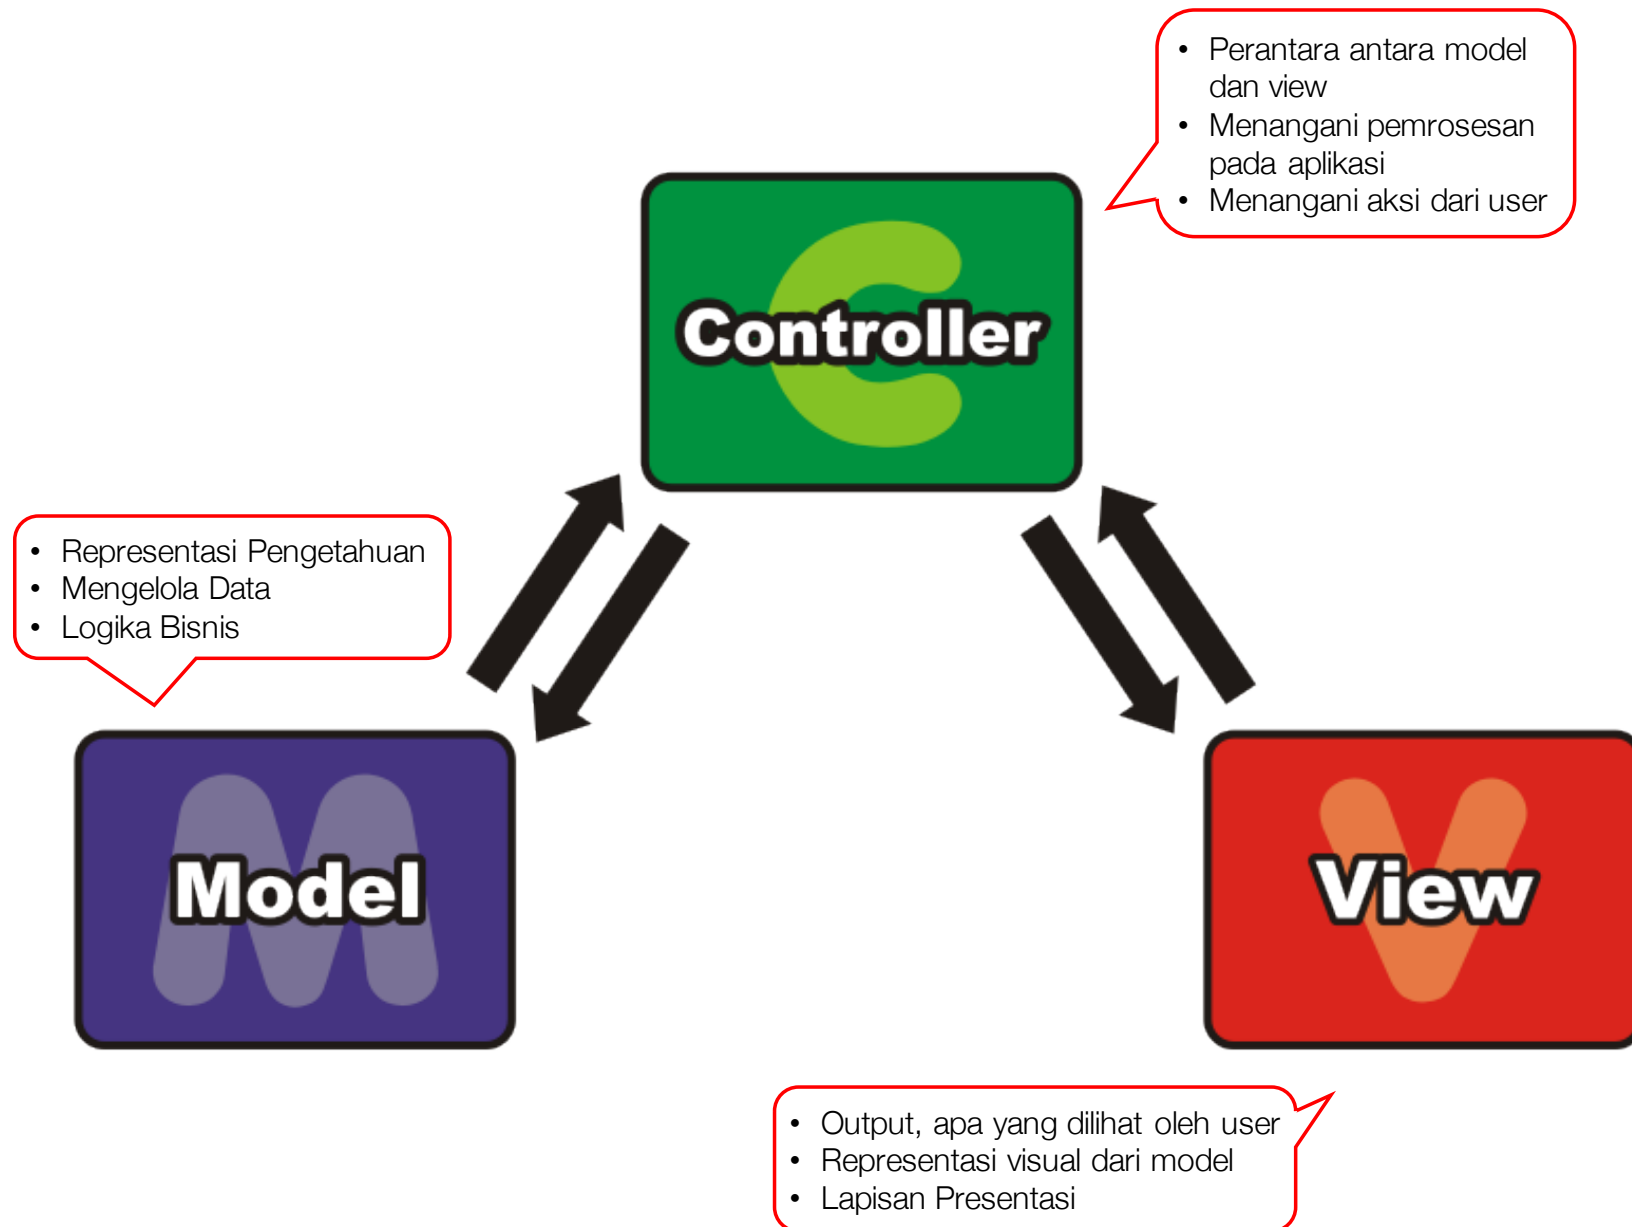 • Perantara antara model
dan view
• Menangani pemrosesan
pada aplikasi
• Menangani aksi dari user
C
Controller
• Representasi Pengetahuan
• Mengelola Data
• Logika Bisnis
M
Model
V
View
• Output, apa yang dilihat oleh user
• Representasi visual dari model
• Lapisan Presentasi